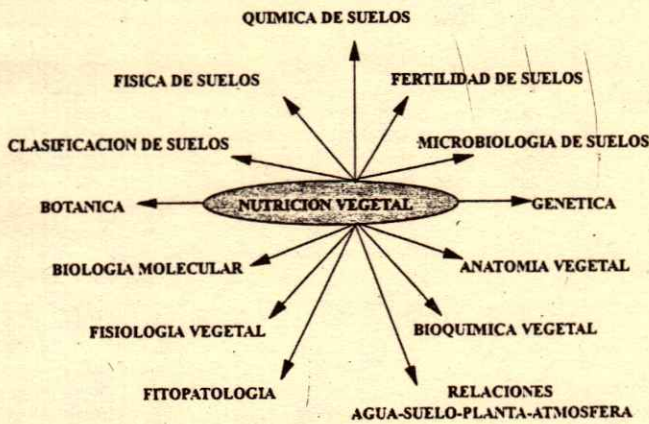 QUIMICA DE SUELOS
FISICA DE SUELOS
FERTILIDAD DE SUELOS
CLASIFICACION DE SUELOS
MICROBIOLOGIA DE SUELOS
BOTANICA
NUTRICION VEGETAL
GENETICA
BIOLOGIA MOLECULAR
ANATOMIA VEGETAL
FISIOLOGIA VEGETAL
BIOQUIMICA VEGETAL
FITOPATOLOGIA
RELACIONES
AGUA-SUELO-PLANTA-ATMOSFERA